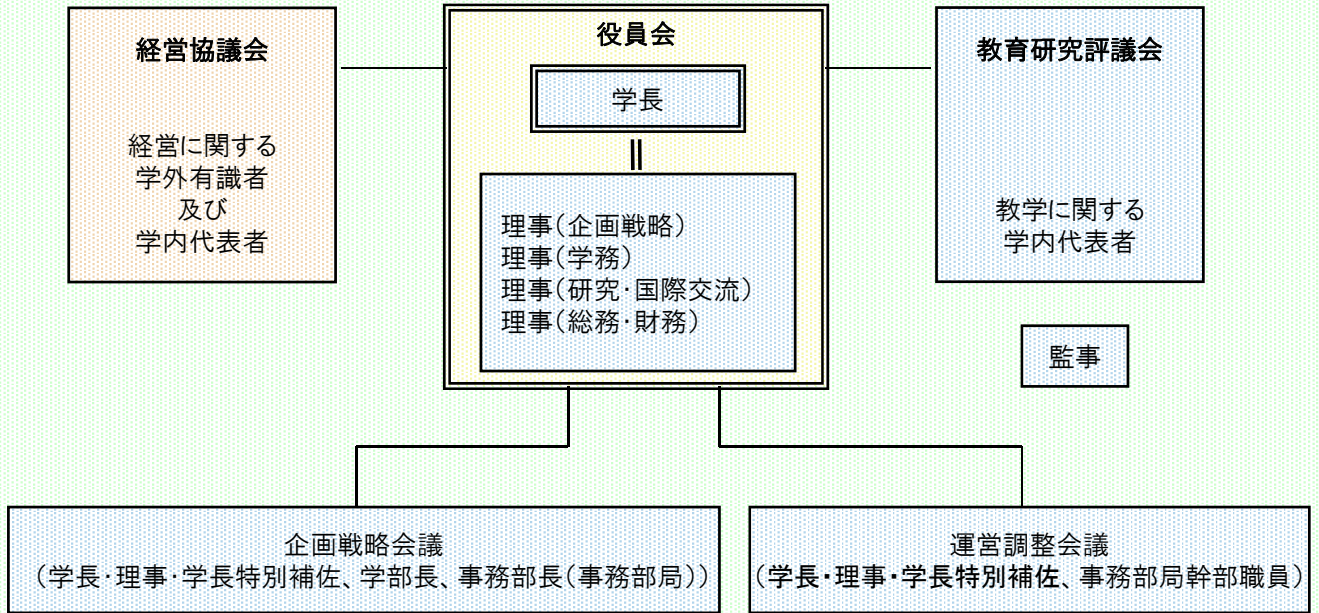 経営協議会
経営に関する
学外有識者
及び
学内代表者
役員会
学長
理事(企画戦略)
理事(学務)
理事(研究・国際交流)
理事(総務・財務)
教育研究評議会
教学に関する
学内代表者
監事
企画戦略会議
(学長・理事・学長特別補佐、学部長、事務部長(事務部局))
運営調整会議
(学長・理事・学長特別補佐、事務部局幹部職員)